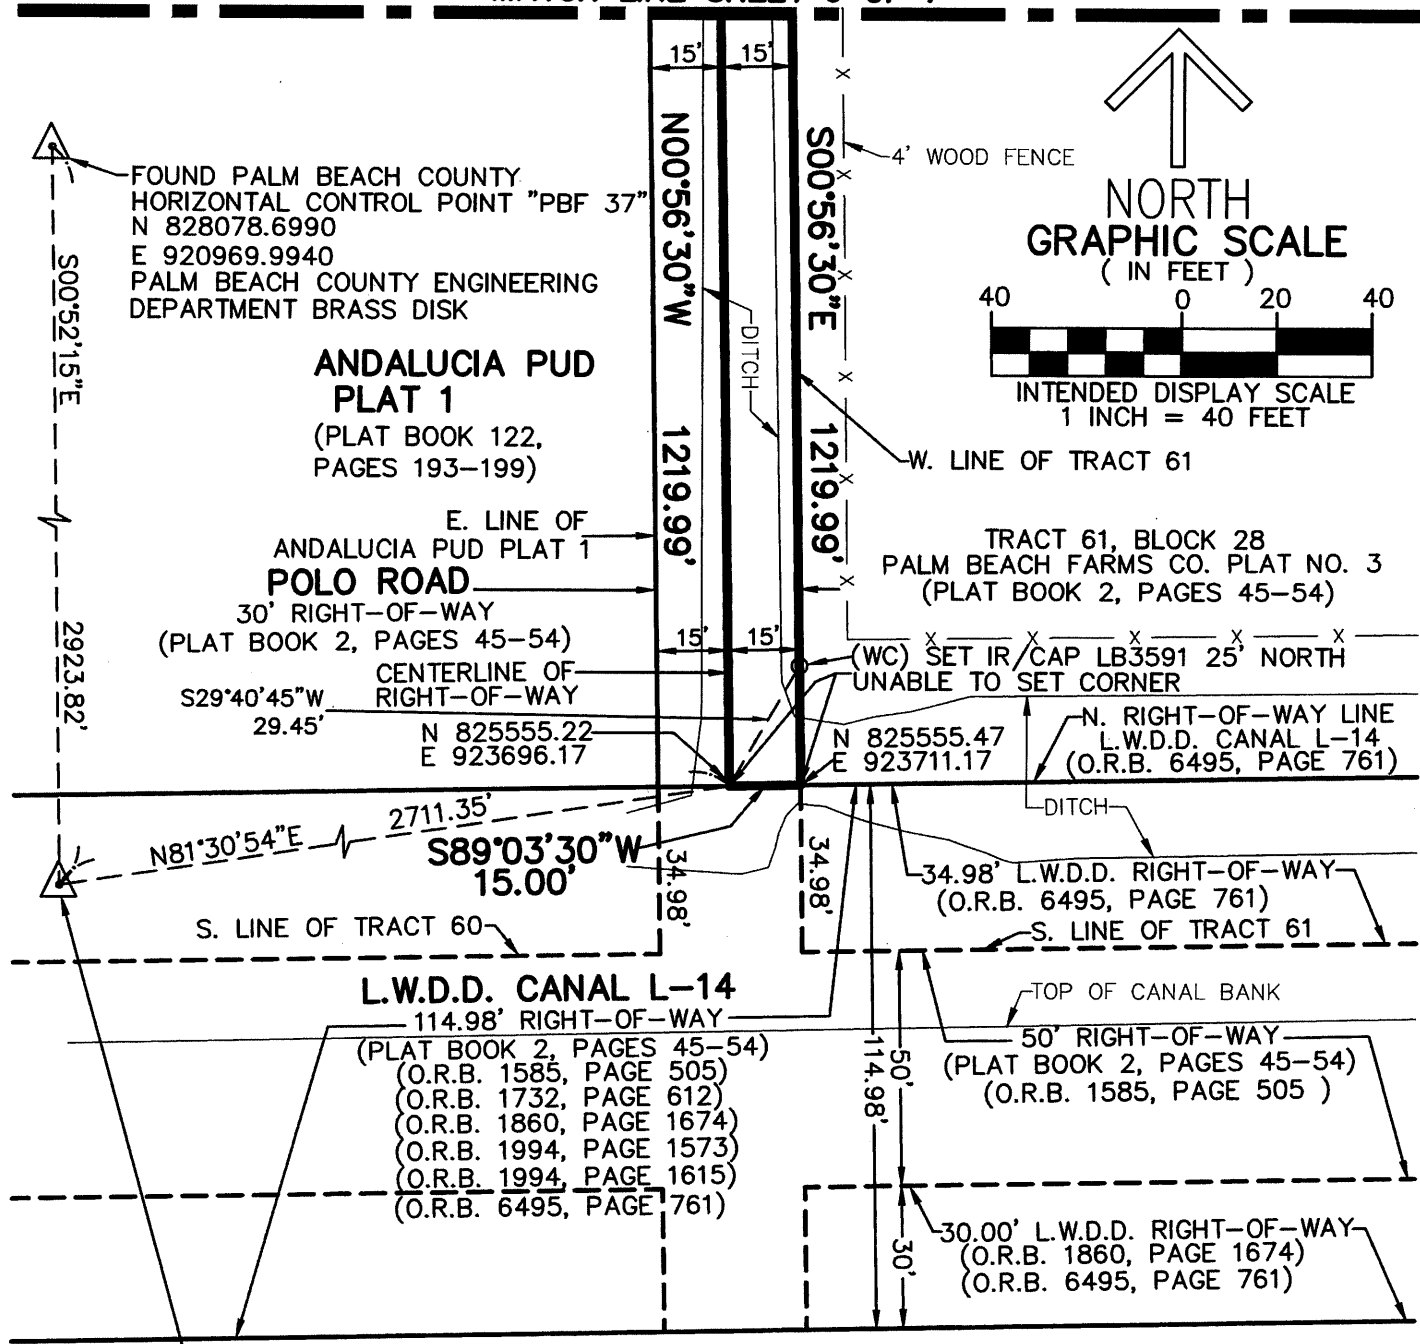 15'
15'
N00°56'30"W
1219.99'
S00°56'30"E
1219.99'
4' WOOD FENCE
NORTH
GRAPHIC SCALE
( IN FEET )
40
0
20
40
INTENDED DISPLAY SCALE
1 INCH = 40 FEET
FOUND PALM BEACH COUNTY
HORIZONTAL CONTROL POINT "PBF 37"
N 828078.6990
E 920969.9940
PALM BEACH COUNTY ENGINEERING
DEPARTMENT BRASS DISK
S00°52'15"E
2923.82'
DITCH
ANDALUCIA PUD
PLAT 1
(PLAT BOOK 122,
PAGES 193-199)
W. LINE OF TRACT 61
E. LINE OF
ANDALUCIA PUD PLAT 1
POLO ROAD
30' RIGHT-OF-WAY
(PLAT BOOK 2, PAGES 45-54)
TRACT 61, BLOCK 28
PALM BEACH FARMS CO. PLAT NO. 3
(PLAT BOOK 2, PAGES 45-54)
15'
15'
CENTERLINE OF
RIGHT-OF-WAY
S29°40'45"W
29.45'
(WC) SET IR/CAP LB3591 25' NORTH
UNABLE TO SET CORNER
N 825555.22
E 923696.17
N 825555.47
E 923711.17
N. RIGHT-OF-WAY LINE
L.W.D.D. CANAL L-14
(O.R.B. 6495, PAGE 761)
DITCH
N81°30'54"E
2711.35'
S89°03'30"W
15.00'
34.98'
34.98'
34.98' L.W.D.D. RIGHT-OF-WAY
(O.R.B. 6495, PAGE 761)
S. LINE OF TRACT 60
S. LINE OF TRACT 61
L.W.D.D. CANAL L-14
114.98' RIGHT-OF-WAY
(PLAT BOOK 2, PAGES 45-54)
(O.R.B. 1585, PAGE 505)
(O.R.B. 1732, PAGE 612)
(O.R.B. 1860, PAGE 1674)
(O.R.B. 1994, PAGE 1573)
(O.R.B. 1994, PAGE 1615)
(O.R.B. 6495, PAGE 761)
TOP OF CANAL BANK
114.98'
50'
50' RIGHT-OF-WAY
(PLAT BOOK 2, PAGES 45-54)
(O.R.B. 1585, PAGE 505 )
30'
30.00' L.W.D.D. RIGHT-OF-WAY
(O.R.B. 1860, PAGE 1674)
(O.R.B. 6495, PAGE 761)